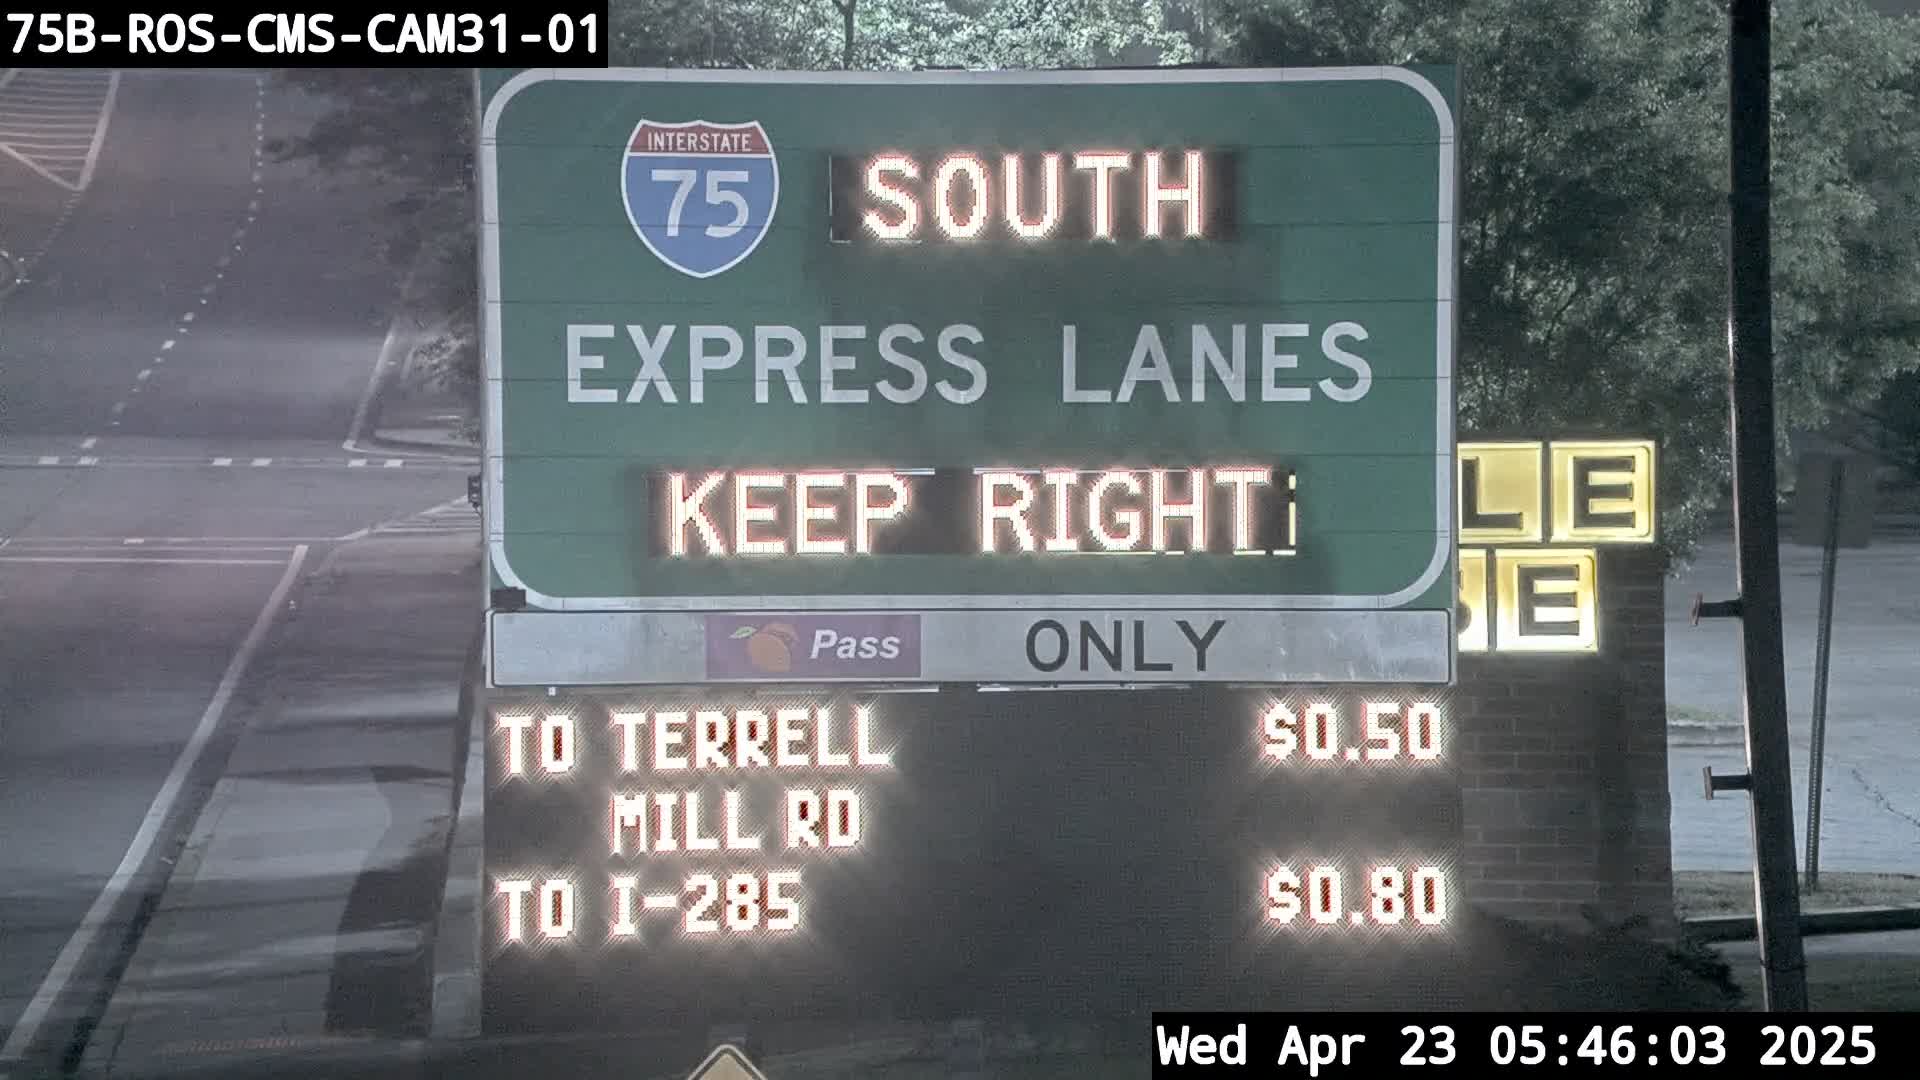 75B-ROS-CMS-CAM31-01
INTERSTATE
75
SOUTH
EXPRESS LANES
KEEP RIGHT
Pass ONLY
TO TERRELL $0.50
MILL RD
TO I-285 $0.80
LE
E
Wed Apr 23 05:46:03 2025